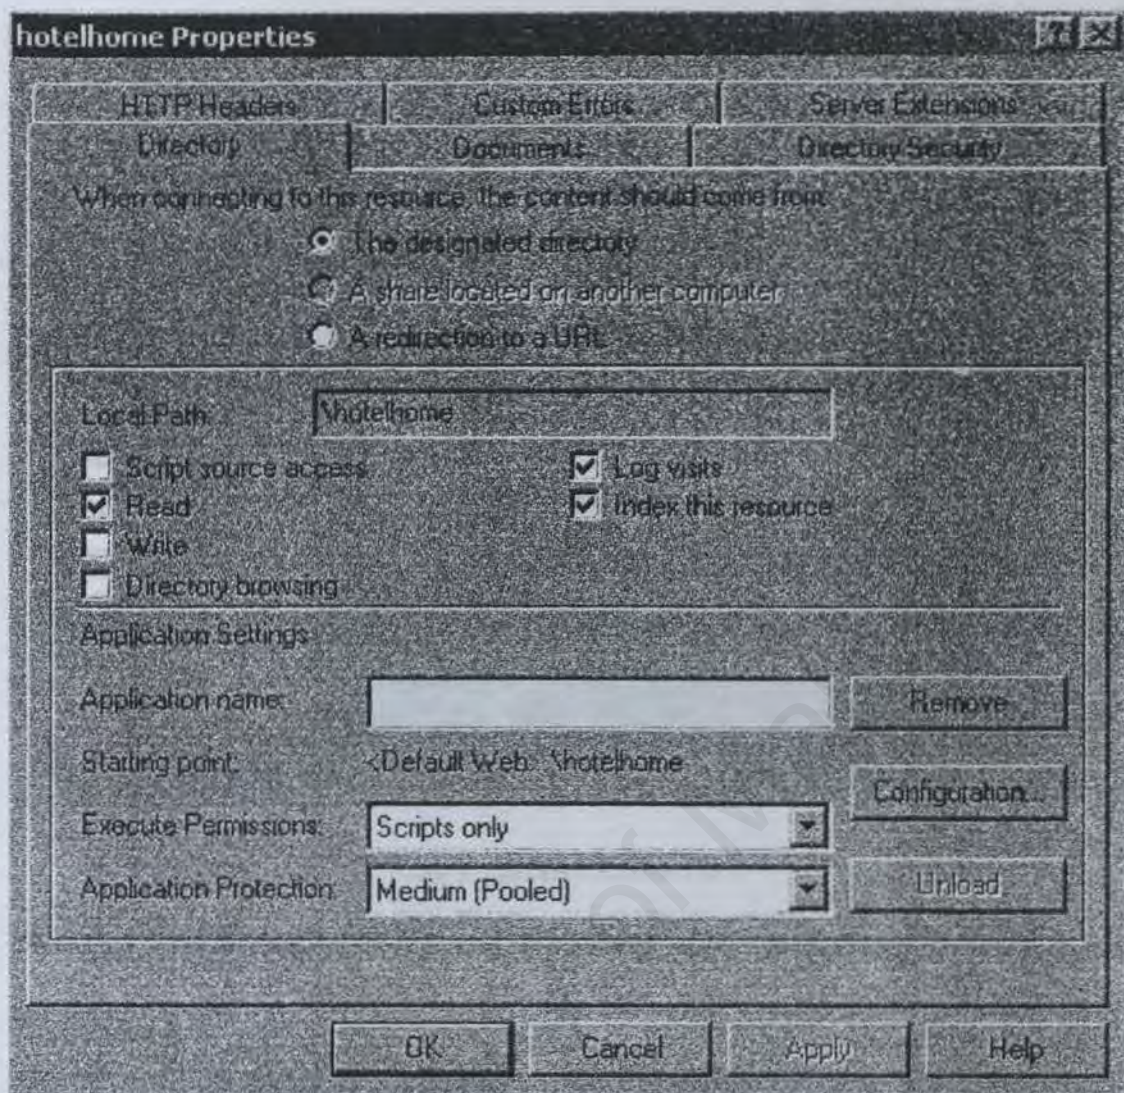 hotelhome Properties
HTTP Headers Custom Errors Server Extensions
Directory Documents Directory Security
When connecting to this resource, the content should come from:
The designated directory
A share located on another computer
A redirection to a URL
Local Path: \hotelhome
Script source access Log visits
Read Index this resource
Write
Directory browsing
Application Settings
Application name: Remove
Starting point: <Default Web. \hotelhome
Configuration...
Execute Permissions: Scripts only
Application Protection: Medium (Pooled) Unload
OK Cancel Apply Help